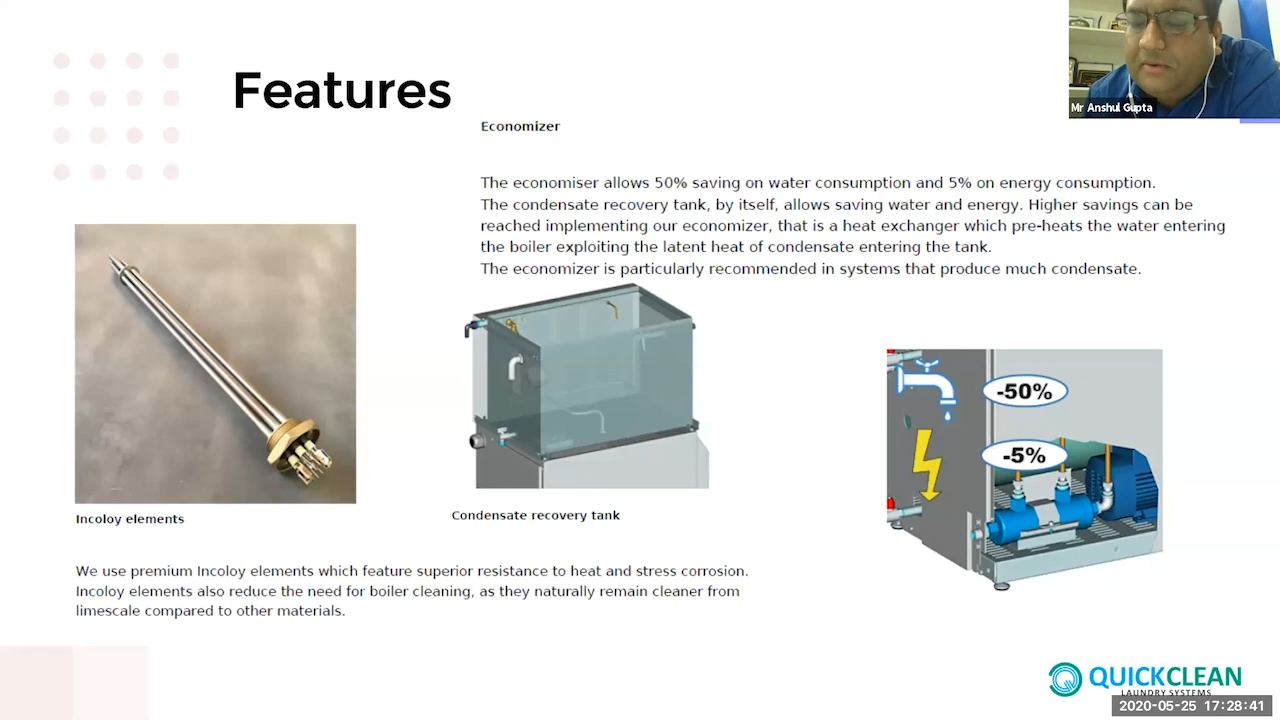 Mr Anshul Gupta
Features
Economizer
The economiser allows 50% saving on water consumption and 5% on energy consumption.
The condensate recovery tank, by itself, allows saving water and energy. Higher savings can be
reached implementing our economizer, that is a heat exchanger which pre-heats the water entering
the boiler exploiting the latent heat of condensate entering the tank.
The economizer is particularly recommended in systems that produce much condensate.
-50%
-5%
Incoloy elements
Condensate recovery tank
We use premium Incoloy elements which feature superior resistance to heat and stress corrosion.
Incoloy elements also reduce the need for boiler cleaning, as they naturally remain cleaner from
limescale compared to other materials.
QUICKCLEAN
LAUNDRY SYSTEMS
2020-05-25 17:28:41